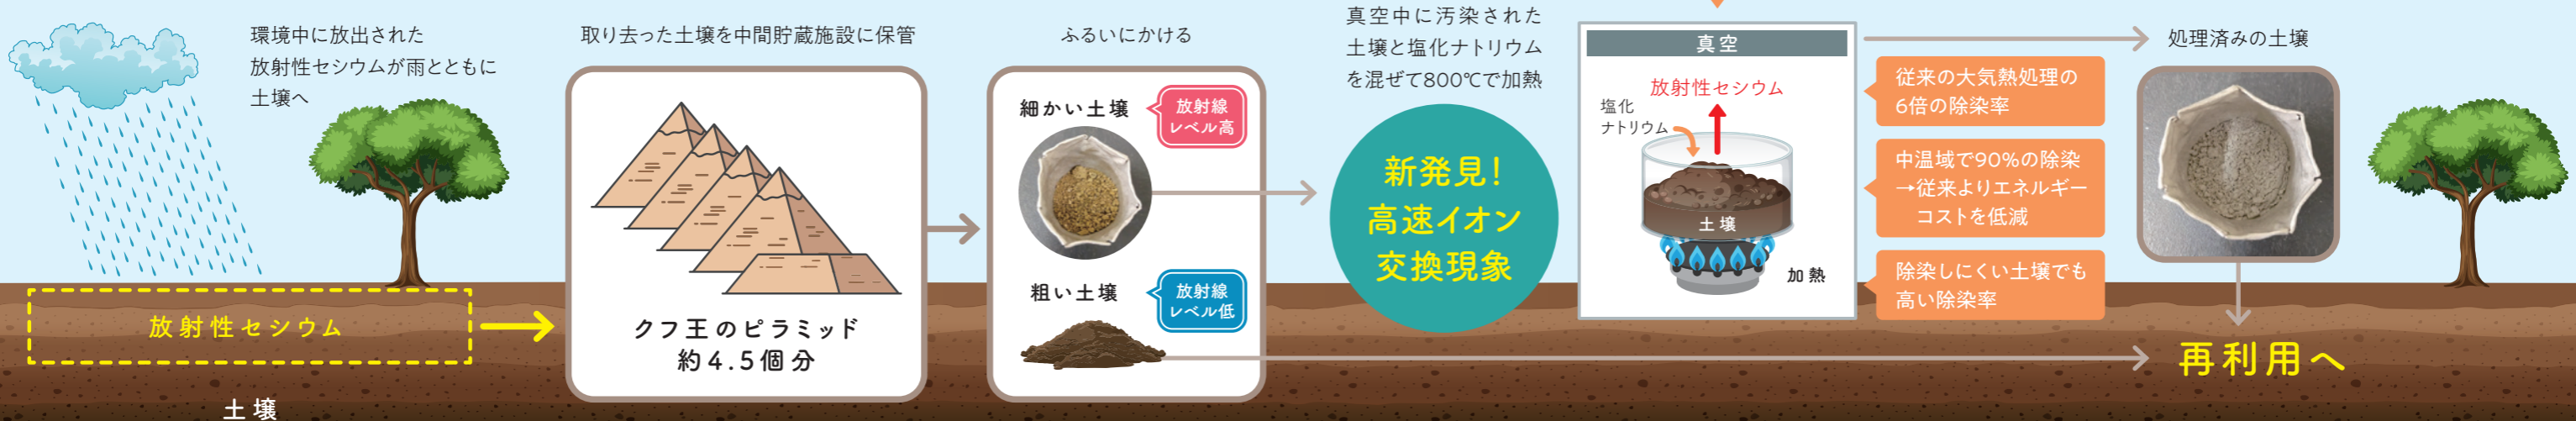 環境中に放出された
放射性セシウムが雨とともに
土壌へ
放射性セシウム
土壌
取り去った土壌を中間貯蔵施設に保管
クフ王のピラミッド
約4.5個分
ふるいにかける
細かい土壌
放射線
レベル高
粗い土壌
放射線
レベル低
真空中に汚染された
土壌と塩化ナトリウム
を混ぜて800℃で加熱
新発見!
高速イオン
交換現象
真空
放射性セシウム
塩化
ナトリウム
土壌
加熱
従来の大気熱処理の
6倍の除染率
中温域で90%の除染
→従来よりエネルギー
コストを低減
除染しにくい土壌でも
高い除染率
処理済みの土壌
再利用へ